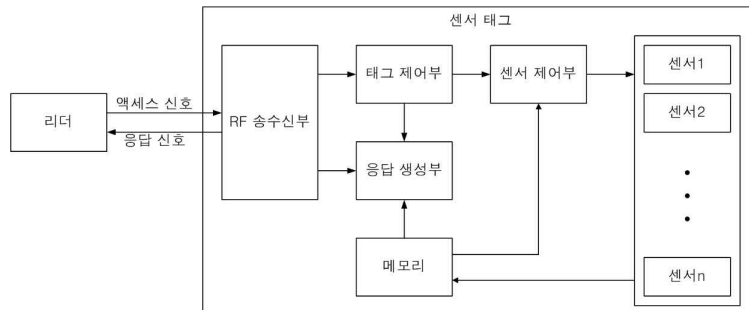 센서 태그
태그 제어부
센서 제어부
센서1
리더
액세스 신호
응답 신호
RF 송수신부
센서2
응답 생성부
메모리
센서n